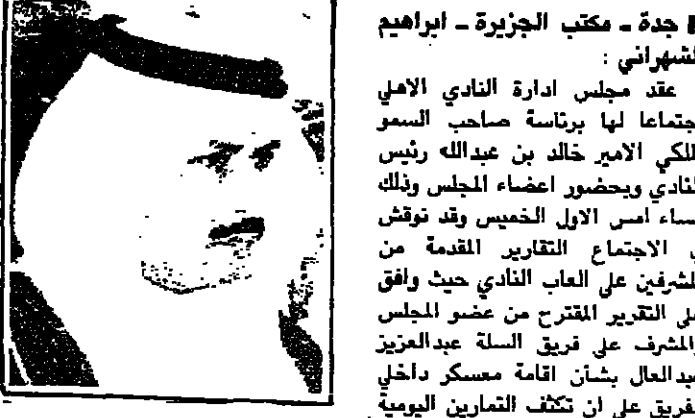 جدة ـ مكتب الجزيرة ـ ابراهيم
الشهراني :
عقد مجلس ادارة النادي الاهلي
اجتماعا لها برئاسة صاحب السمو
الملكي الامير خالد بن عبدالله رئيس
النادي وبحضور اعضاء المجلس وذلك
مساء امس الاول الخميس وقد نوقش
في الاجتماع التقارير المقدمة من
المشرفين على العاب النادي حيث وافق
على التقرير المقترح من عضو المجلس
والمشرف على فريق السلة عبدالعزيز
عبدالعال بشأن اقامة معسكر داخلي
للفريق على ان تكثف التمارين اليومية